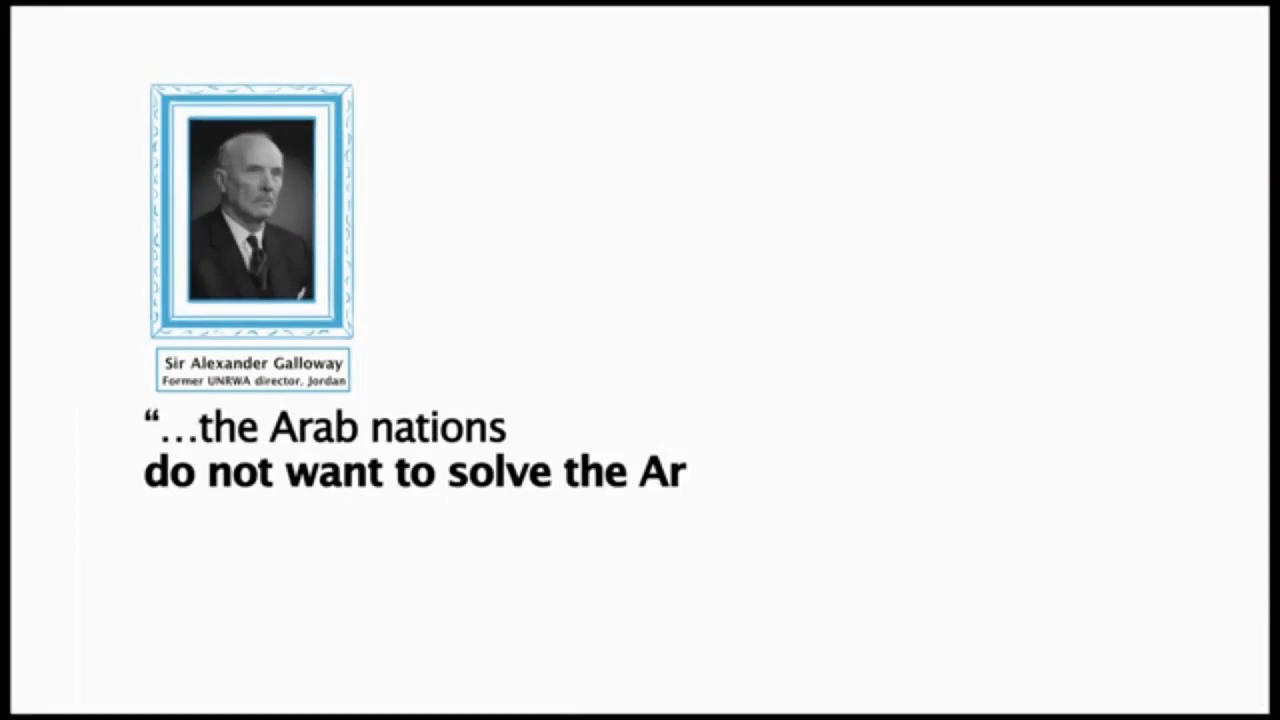 Sir Alexander Galloway
Former UNRWA director, Jordan
“...the Arab nations
do not want to solve the Ar